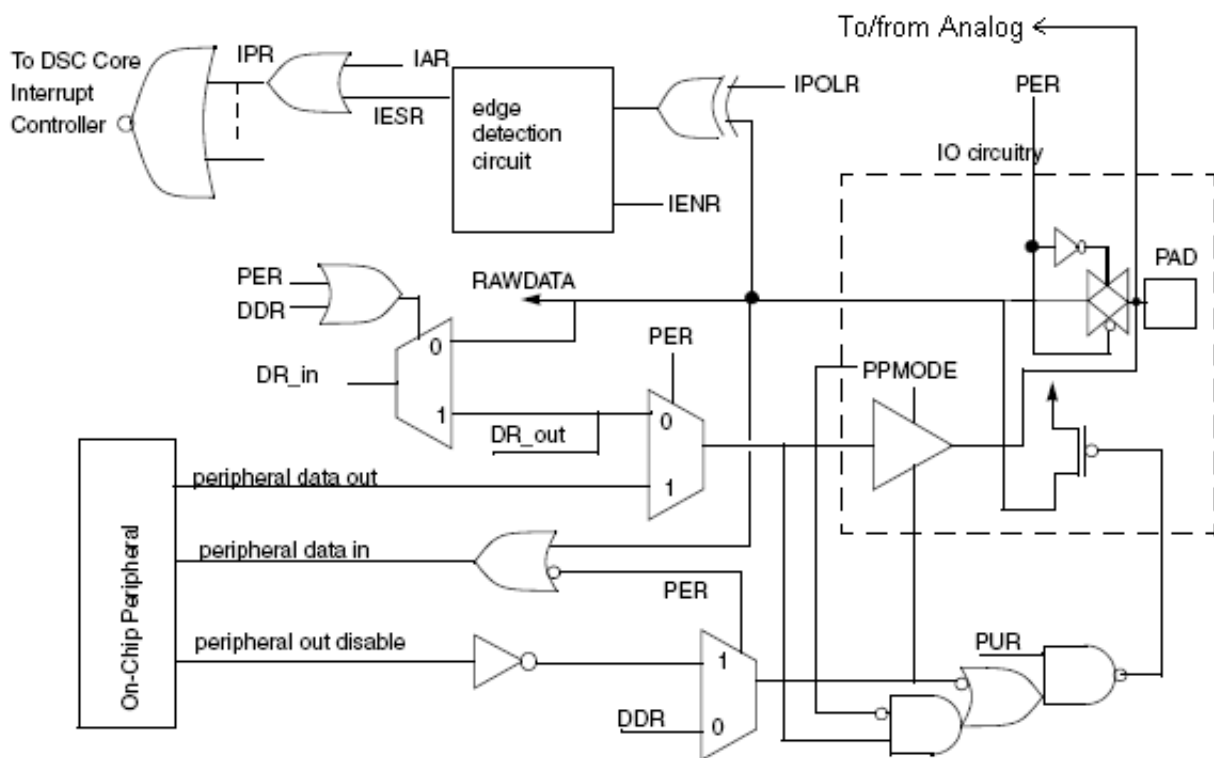 To/from Analog
To DSC Core
Interrupt
Controller
IPR
IAR
IESR
edge
detection
circuit
IPOLR
IENR
PER
IO circuitry
PAD
PER
DDR
RAWDATA
DR_in
0
1
DR_out
PER
0
1
PPMODE
On-Chip Peripheral
peripheral data out
peripheral data in
peripheral out disable
PER
1
0
DDR
PUR